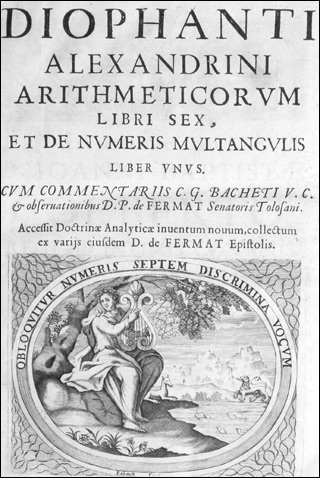 DIOPHANTI
ALEXANDRINI
ARITHMETICORVM
LIBRI SEX,
ET DE NVMERIS MVLTANGVLIS
LIBER VNVS.
CVM COMMENTARIIS C. G. BACHETI V. C.
& obseruationibus D. P. de FERMAT Senatoris Tolosani.
Accessit Doctrinæ Analyticæ inuentum nouum, collectum
ex varijs eiusdem D. de FERMAT Epistolis.
OBLOQVITVR NVMERIS SEPTEM DISCRIMINA VOCVM